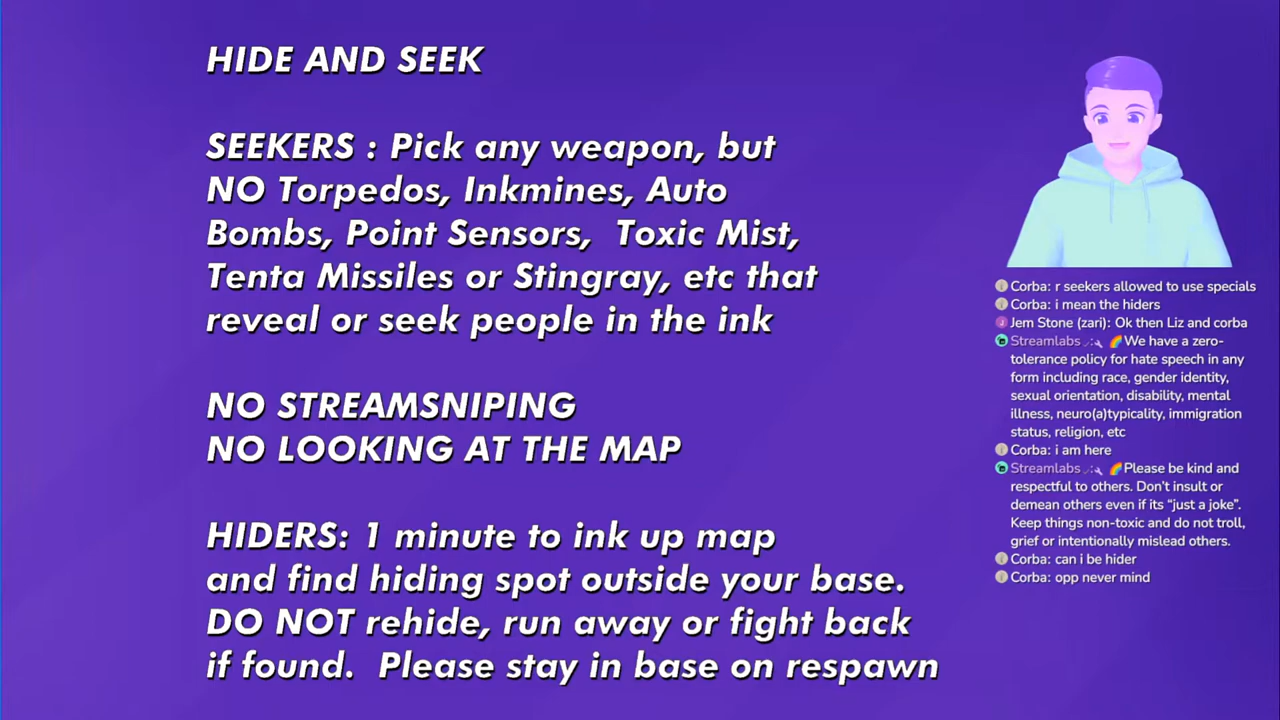 HIDE AND SEEK
SEEKERS : Pick any weapon, but
NO Torpedos, Inkmines, Auto
Bombs, Point Sensors, Toxic Mist,
Tenta Missiles or Stingray, etc that
reveal or seek people in the ink
NO STREAMSNIPING
NO LOOKING AT THE MAP
HIDERS: 1 minute to ink up map
and find hiding spot outside your base.
DO NOT rehide, run away or fight back
if found. Please stay in base on respawn
Corba: r seekers allowed to use specials
Corba: i mean the hiders
Jem Stone (zari): Ok then Liz and corba
Streamlabs 🌈We have a zero-
tolerance policy for hate speech in any
form including race, gender identity,
sexual orientation, disability, mental
illness, neuro(a)typicality, immigration
status, religion, etc
Corba: i am here
Streamlabs 🌈Please be kind and
respectful to others. Don't insult or
demean others even if its “just a joke”.
Keep things non-toxic and do not troll,
grief or intentionally mislead others.
Corba: can i be hider
Corba: opp never mind